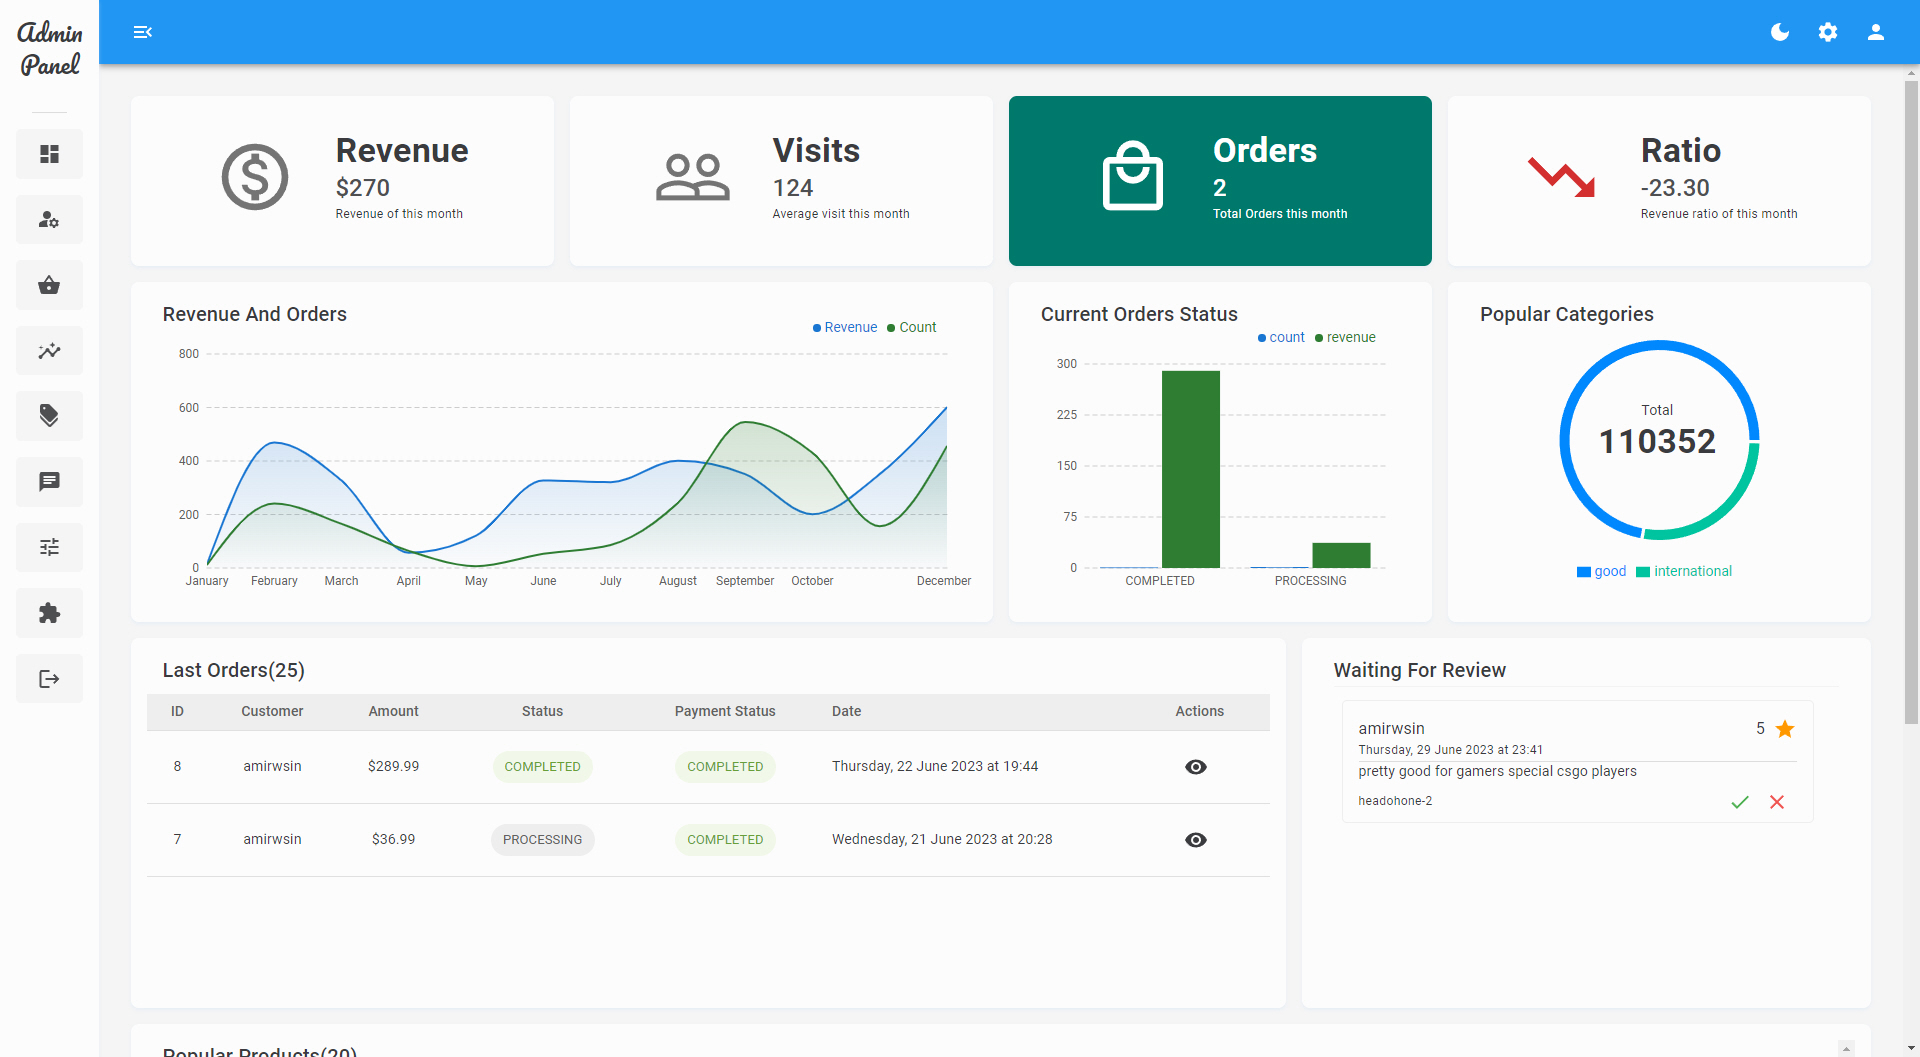 Admin
Panel
Revenue
$270
Revenue of this month
Visits
124
Average visit this month
Orders
2
Total Orders this month
Ratio
-23.30
Revenue ratio of this month
Revenue And Orders
Revenue Count
800
600
400
200
0
January February March April May June July August September October December
Current Orders Status
count revenue
300
225
150
75
0
COMPLETED PROCESSING
Popular Categories
Total
110352
good international
Last Orders(25)
ID Customer Amount Status Payment Status Date Actions
8 amirwsin $289.99 COMPLETED COMPLETED Thursday, 22 June 2023 at 19:44
7 amirwsin $36.99 PROCESSING COMPLETED Wednesday, 21 June 2023 at 20:28
Waiting For Review
amirwsin 5
Thursday, 29 June 2023 at 23:41
pretty good for gamers special csgo players
headohone-2
Popular Products(20)